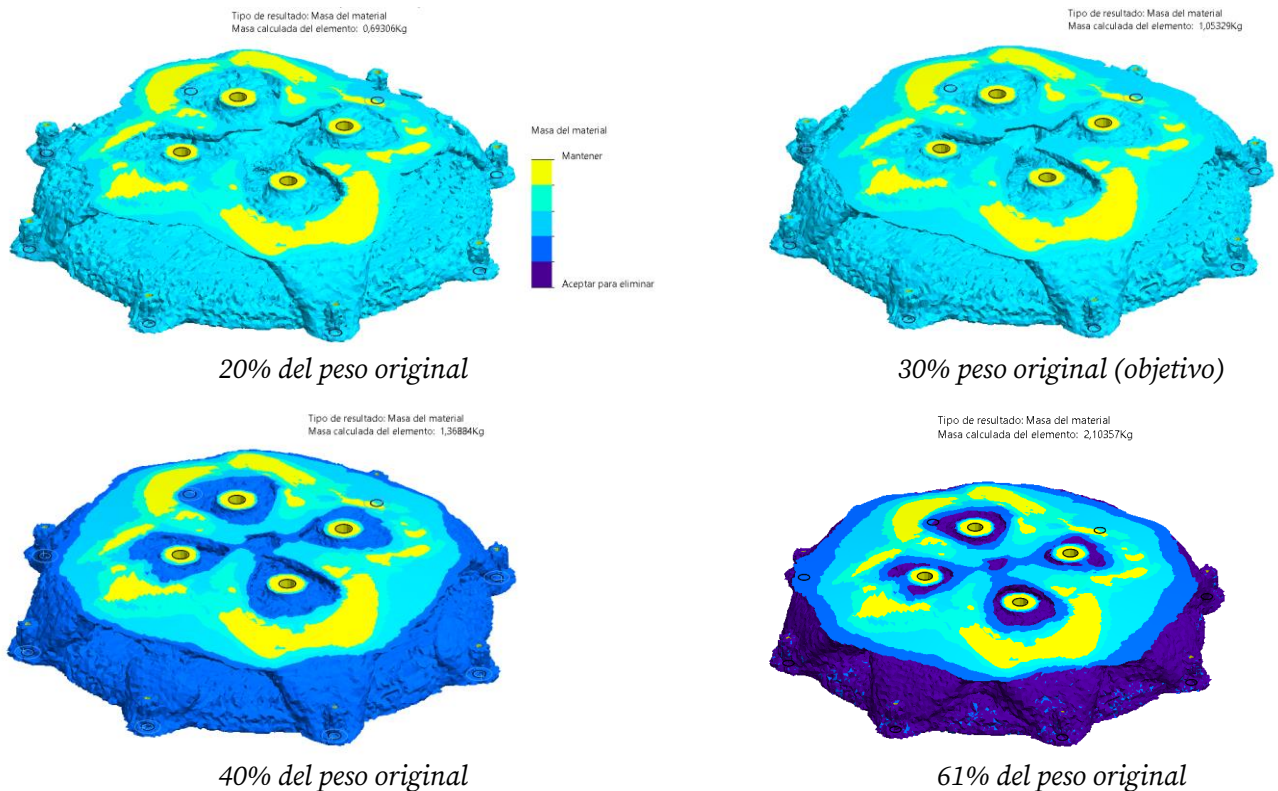 Tipo de resultado: Masa del material
Masa calculada del elemento: 0,69306Kg
Masa del material
Mantener
Aceptar para eliminar
20% del peso original
Tipo de resultado: Masa del material
Masa calculada del elemento: 1,05329Kg
30% peso original (objetivo)
Tipo de resultado: Masa del material
Masa calculada del elemento: 1,36884Kg
40% del peso original
Tipo de resultado: Masa del material
Masa calculada del elemento: 2,10357Kg
61% del peso original